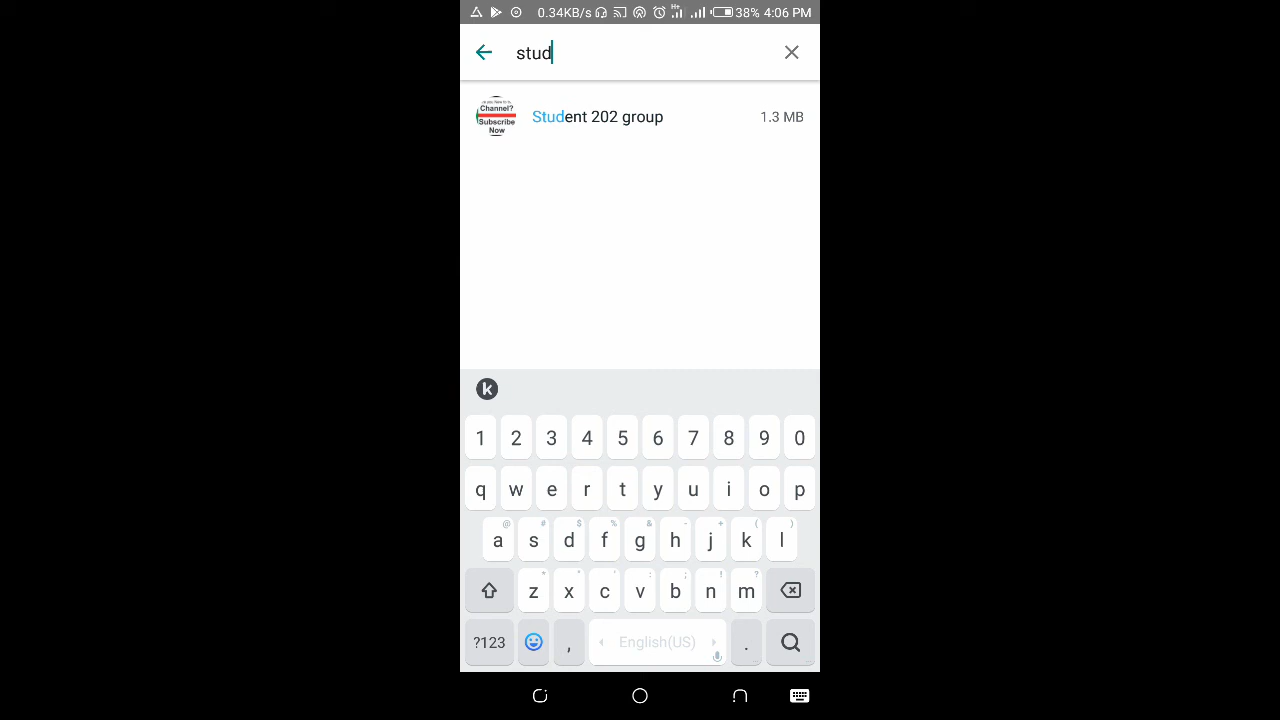 0.34KB/s H+ 38% 4:06 PM
stud
Channel?
Subscribe
Now
Student 202 group 1.3 MB
k
1 2 3 4 5 6 7 8 9 0
q w e r t y u i o p
@ # $ % & - + ( )
a s d f g h j k l
* " ' : ; ! ?
z x c v b n m
?123 , English(US) .